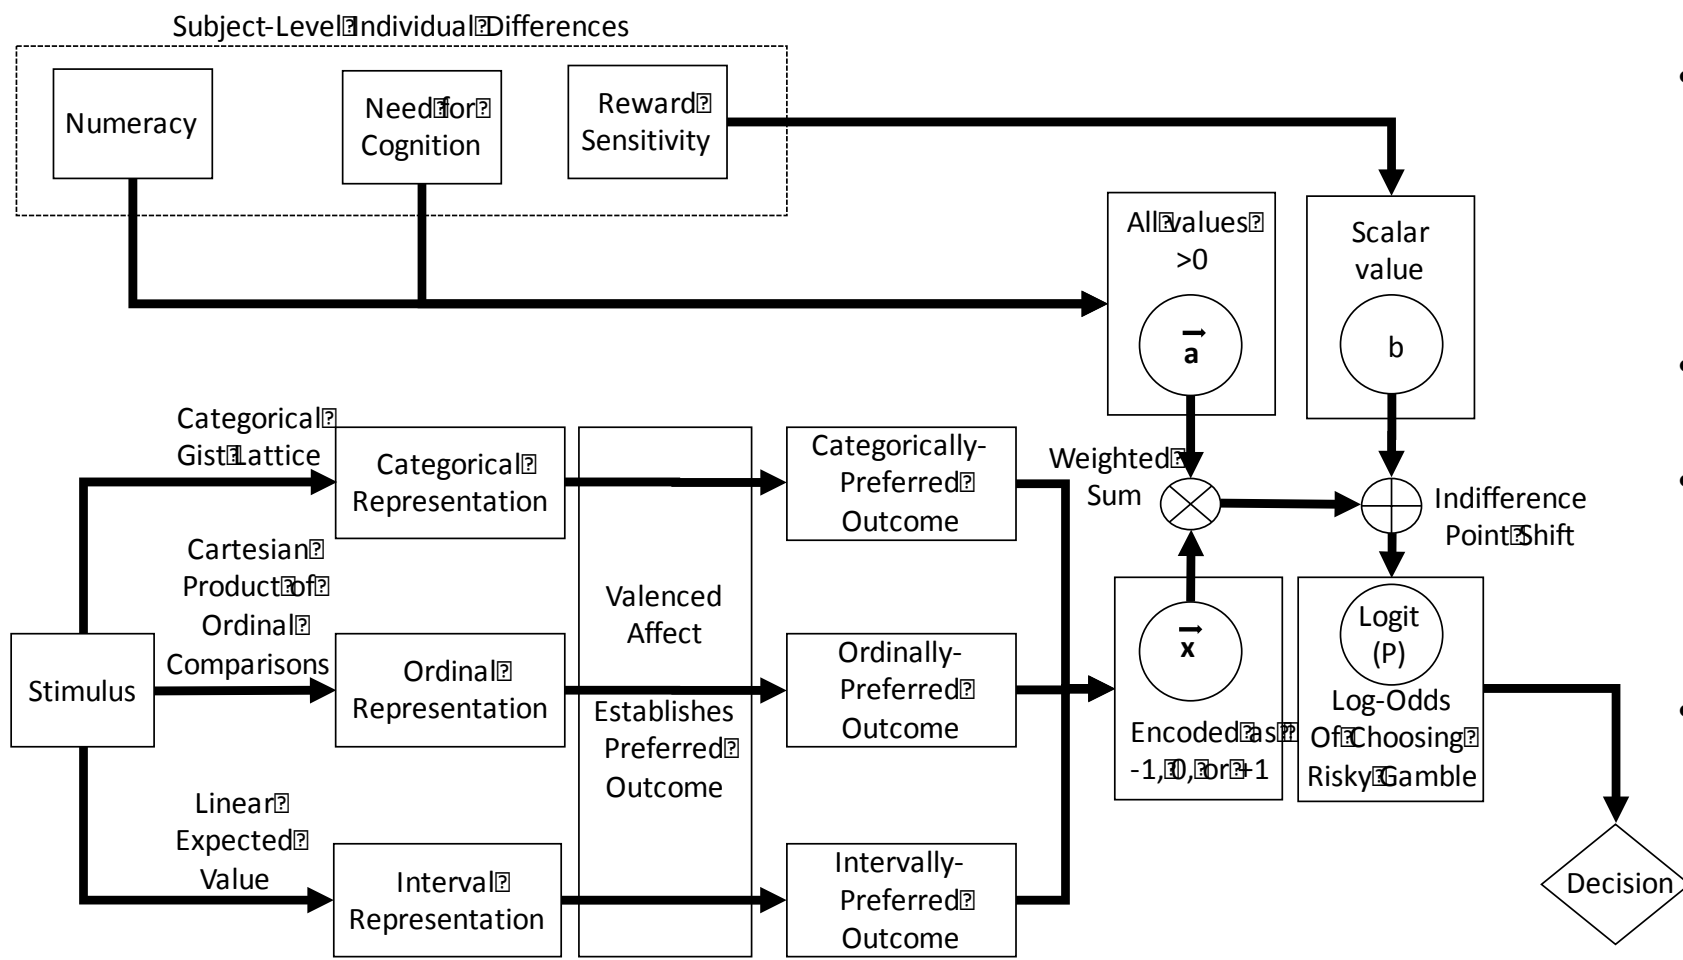 Subject-Level Individual Differences
Numeracy
Need for
Cognition
Reward
Sensitivity
All values
>0
a
Scalar
value
b
Categorical
Gist Lattice
Categorical
Representation
Categorically-
Preferred
Outcome
Weighted
Sum
Indifference
Point Shift
Cartesian
Product of
Ordinal
Comparisons
Stimulus
Ordinal
Representation
Valenced
Affect
Establishes
Preferred
Outcome
Ordinally-
Preferred
Outcome
x
Encoded as
-1, 0, or +1
Logit
(P)
Log-Odds
Of Choosing
Risky Gamble
Linear
Expected
Value
Interval
Representation
Intervally-
Preferred
Outcome
Decision